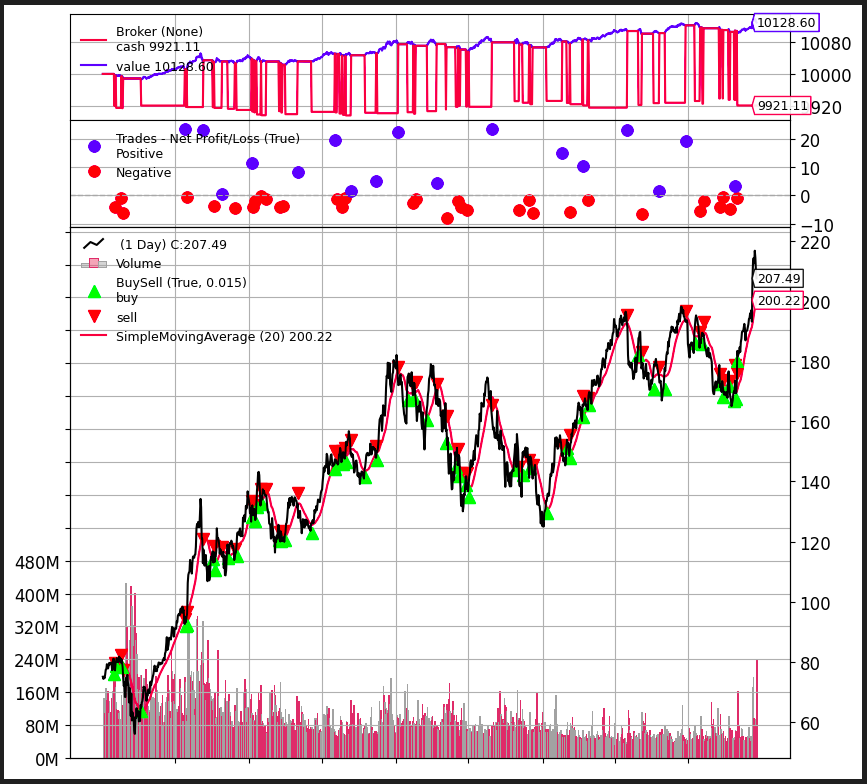 Broker (None)
cash 9921.11
value 10128.60
10128.60
10080
10000
9921.11
920
Trades - Net Profit/Loss (True)
Positive
Negative
20
10
0
−10
(1 Day) C:207.49
Volume
BuySell (True, 0.015)
buy
sell
SimpleMovingAverage (20) 200.22
220
207.49
200.22
200
180
160
140
120
100
80
60
480M
400M
320M
240M
160M
80M
0M